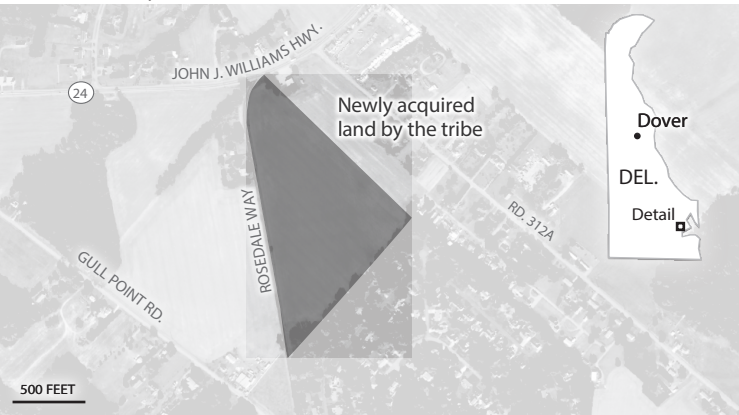 JOHN J. WILLIAMS HWY.
24
Newly acquired
land by the tribe
Dover
DEL.
Detail
ROSEDALE WAY
RD. 312A
GULL POINT RD.
500 FEET